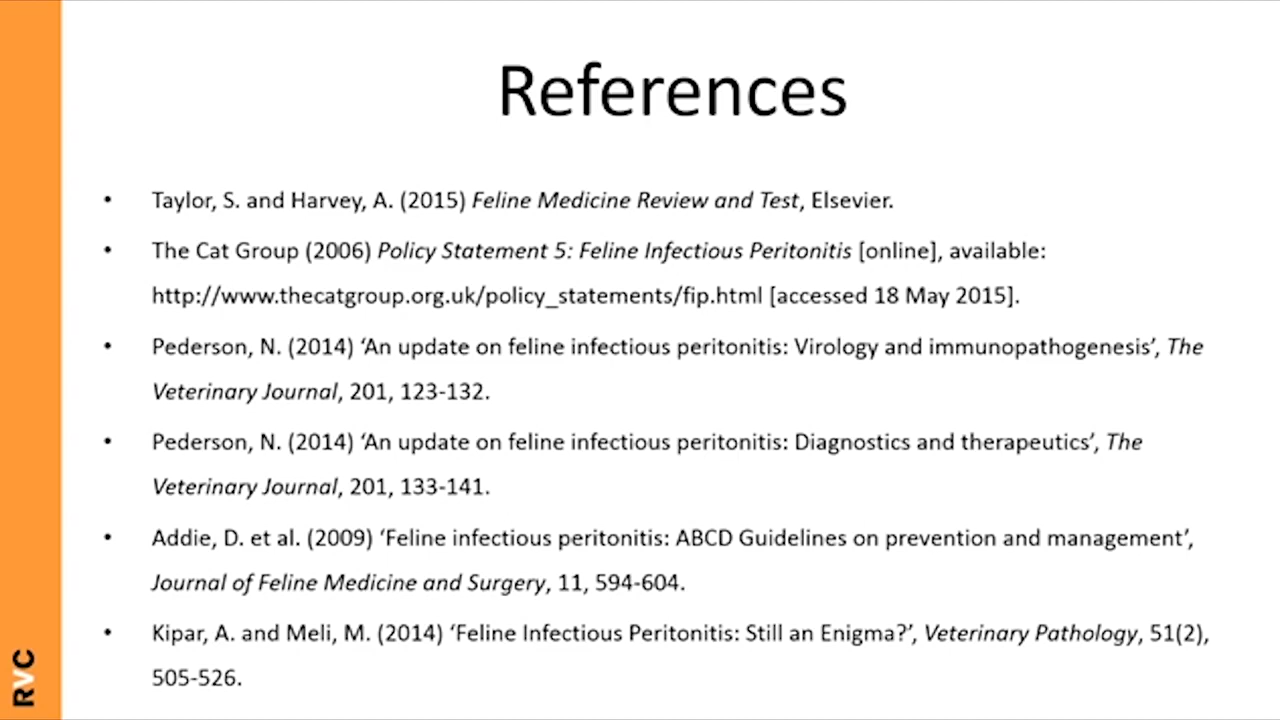 References
• Taylor, S. and Harvey, A. (2015) Feline Medicine Review and Test, Elsevier.
• The Cat Group (2006) Policy Statement 5: Feline Infectious Peritonitis [online], available:
http://www.thecatgroup.org.uk/policy_statements/fip.html [accessed 18 May 2015].
• Pederson, N. (2014) ‘An update on feline infectious peritonitis: Virology and immunopathogenesis’, The
Veterinary Journal, 201, 123-132.
• Pederson, N. (2014) ‘An update on feline infectious peritonitis: Diagnostics and therapeutics’, The
Veterinary Journal, 201, 133-141.
• Addie, D. et al. (2009) ‘Feline infectious peritonitis: ABCD Guidelines on prevention and management’,
Journal of Feline Medicine and Surgery, 11, 594-604.
• Kipar, A. and Meli, M. (2014) ‘Feline Infectious Peritonitis: Still an Enigma?’, Veterinary Pathology, 51(2),
505-526.
RVC